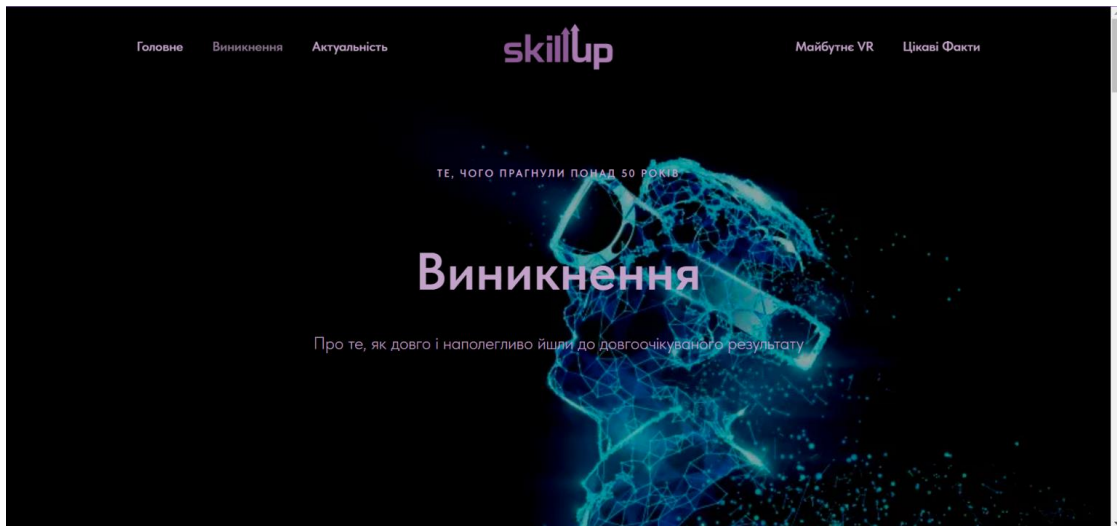 Головне
Виникнення
Актуальність
skillup
Майбутнє VR
Цікаві Факти
ТЕ, ЧОГО ПРАГНУЛИ ПОНАД 50 РОКІВ
Виникнення
Про те, як довго і наполегливо йшли до довгоочікуваного результату